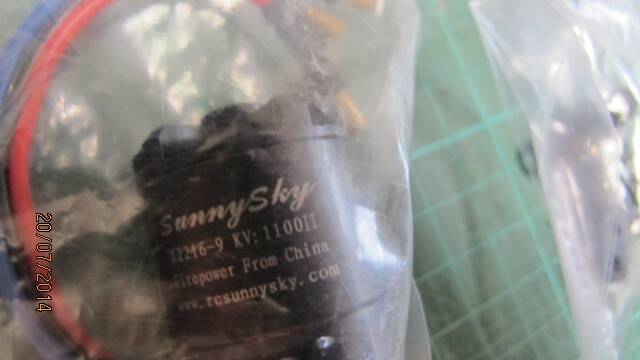 SunnySky
X2216-9 KV:1100II
Firepower From China
www.rcsunnysky.com
20/07/2014